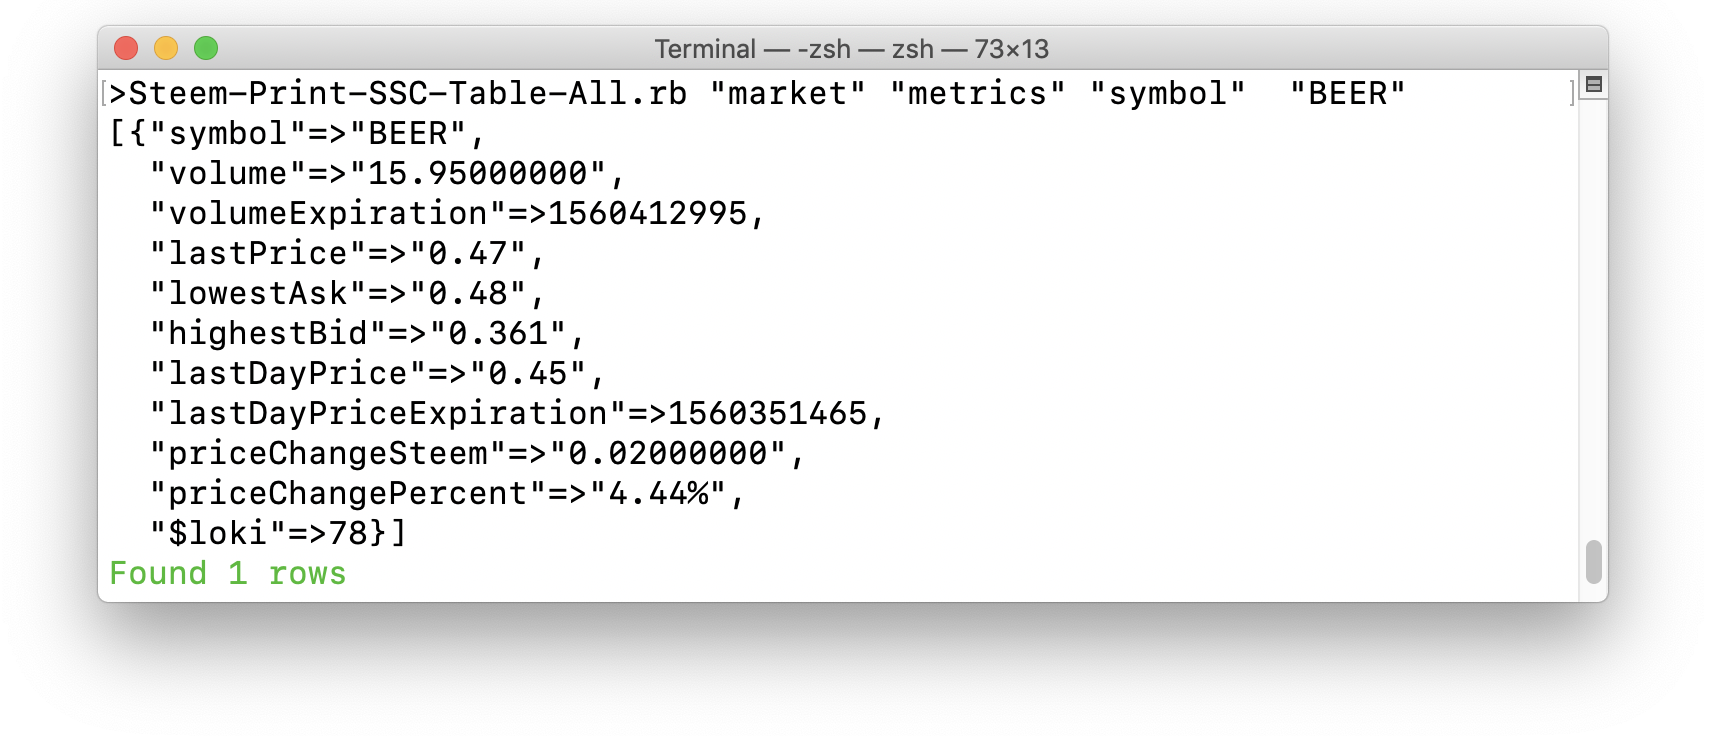 Terminal — -zsh — zsh — 73×13
[>Steem-Print-SSC-Table-All.rb "market" "metrics" "symbol"  "BEER" ]
[{"symbol"=>"BEER",
  "volume"=>"15.95000000",
  "volumeExpiration"=>1560412995,
  "lastPrice"=>"0.47",
  "lowestAsk"=>"0.48",
  "highestBid"=>"0.361",
  "lastDayPrice"=>"0.45",
  "lastDayPriceExpiration"=>1560351465,
  "priceChangeSteem"=>"0.02000000",
  "priceChangePercent"=>"4.44%",
  "$loki"=>78}]
Found 1 rows